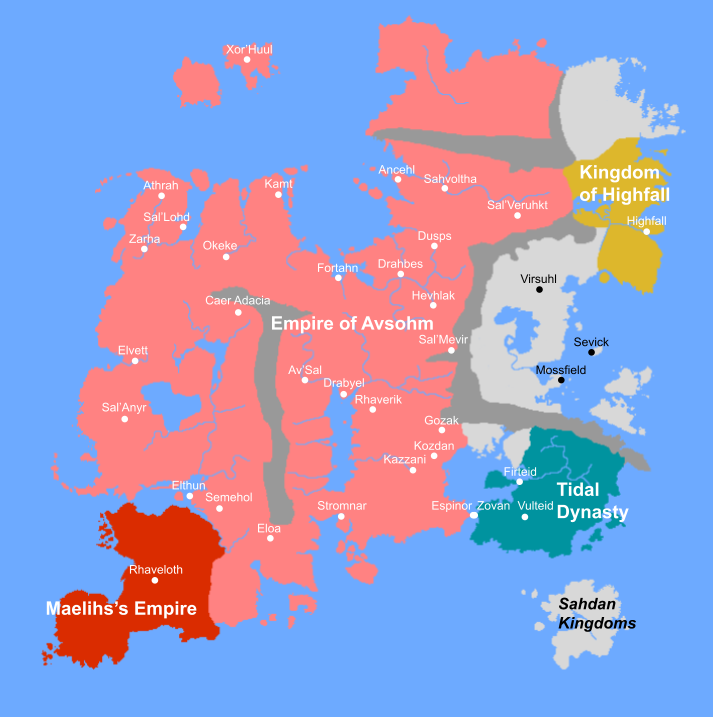 Xor'Huul
Ancehl
Sahvoltha
Kingdom
of Highfall
Athrah
Kamt
Sal'Veruhkt
Sal'Lohd
Highfall
Zarha
Okeke
Dusps
Fortahn
Drahbes
Virsuhl
Caer Adacia
Hevhlak
Empire of Avsohm
Sal'Mevir
Sevick
Elvett
Av'Sal
Drabyel
Mossfield
Rhaverik
Sal'Anyr
Gozak
Kozdan
Kazzani
Firteid
Elthun
Semehol
Stromnar
Espinor Zovan
Vulteid
Tidal
Dynasty
Eloa
Rhaveloth
Maelihs's Empire
Sahdan
Kingdoms